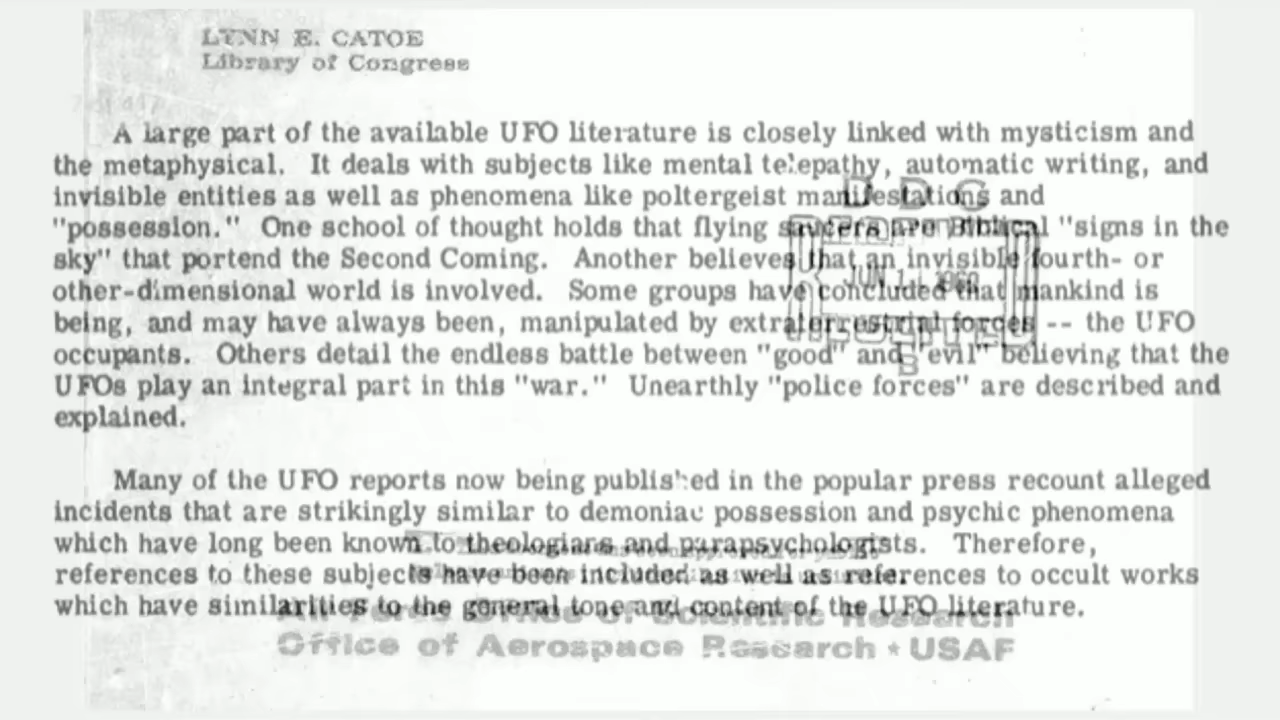 LYNN E. CATOE
Library of Congress
A large part of the available UFO literature is closely linked with mysticism and
the metaphysical. It deals with subjects like mental telepathy, automatic writing, and
invisible entities as well as phenomena like poltergeist manifestations and
D D C
"possession." One school of thought holds that flying saucers are Biblical "signs in the
sky" that portend the Second Coming. Another believes that an invisible fourth- or
JUN 11 1969
other-dimensional world is involved. Some groups have concluded that mankind is
being, and may have always been, manipulated by extraterrestrial forces -- the UFO
occupants. Others detail the endless battle between "good" and "evil" believing that the
B
UFOs play an integral part in this "war." Unearthly "police forces" are described and
explained.
Many of the UFO reports now being published in the popular press recount alleged
incidents that are strikingly similar to demoniac possession and psychic phenomena
which have long been known to theologians and parapsychologists. Therefore,
references to these subjects have been included as well as references to occult works
which have similarities to the general tone and content of the UFO literature.
Air Force Office of Scientific Research
Office of Aerospace Research ★ USAF